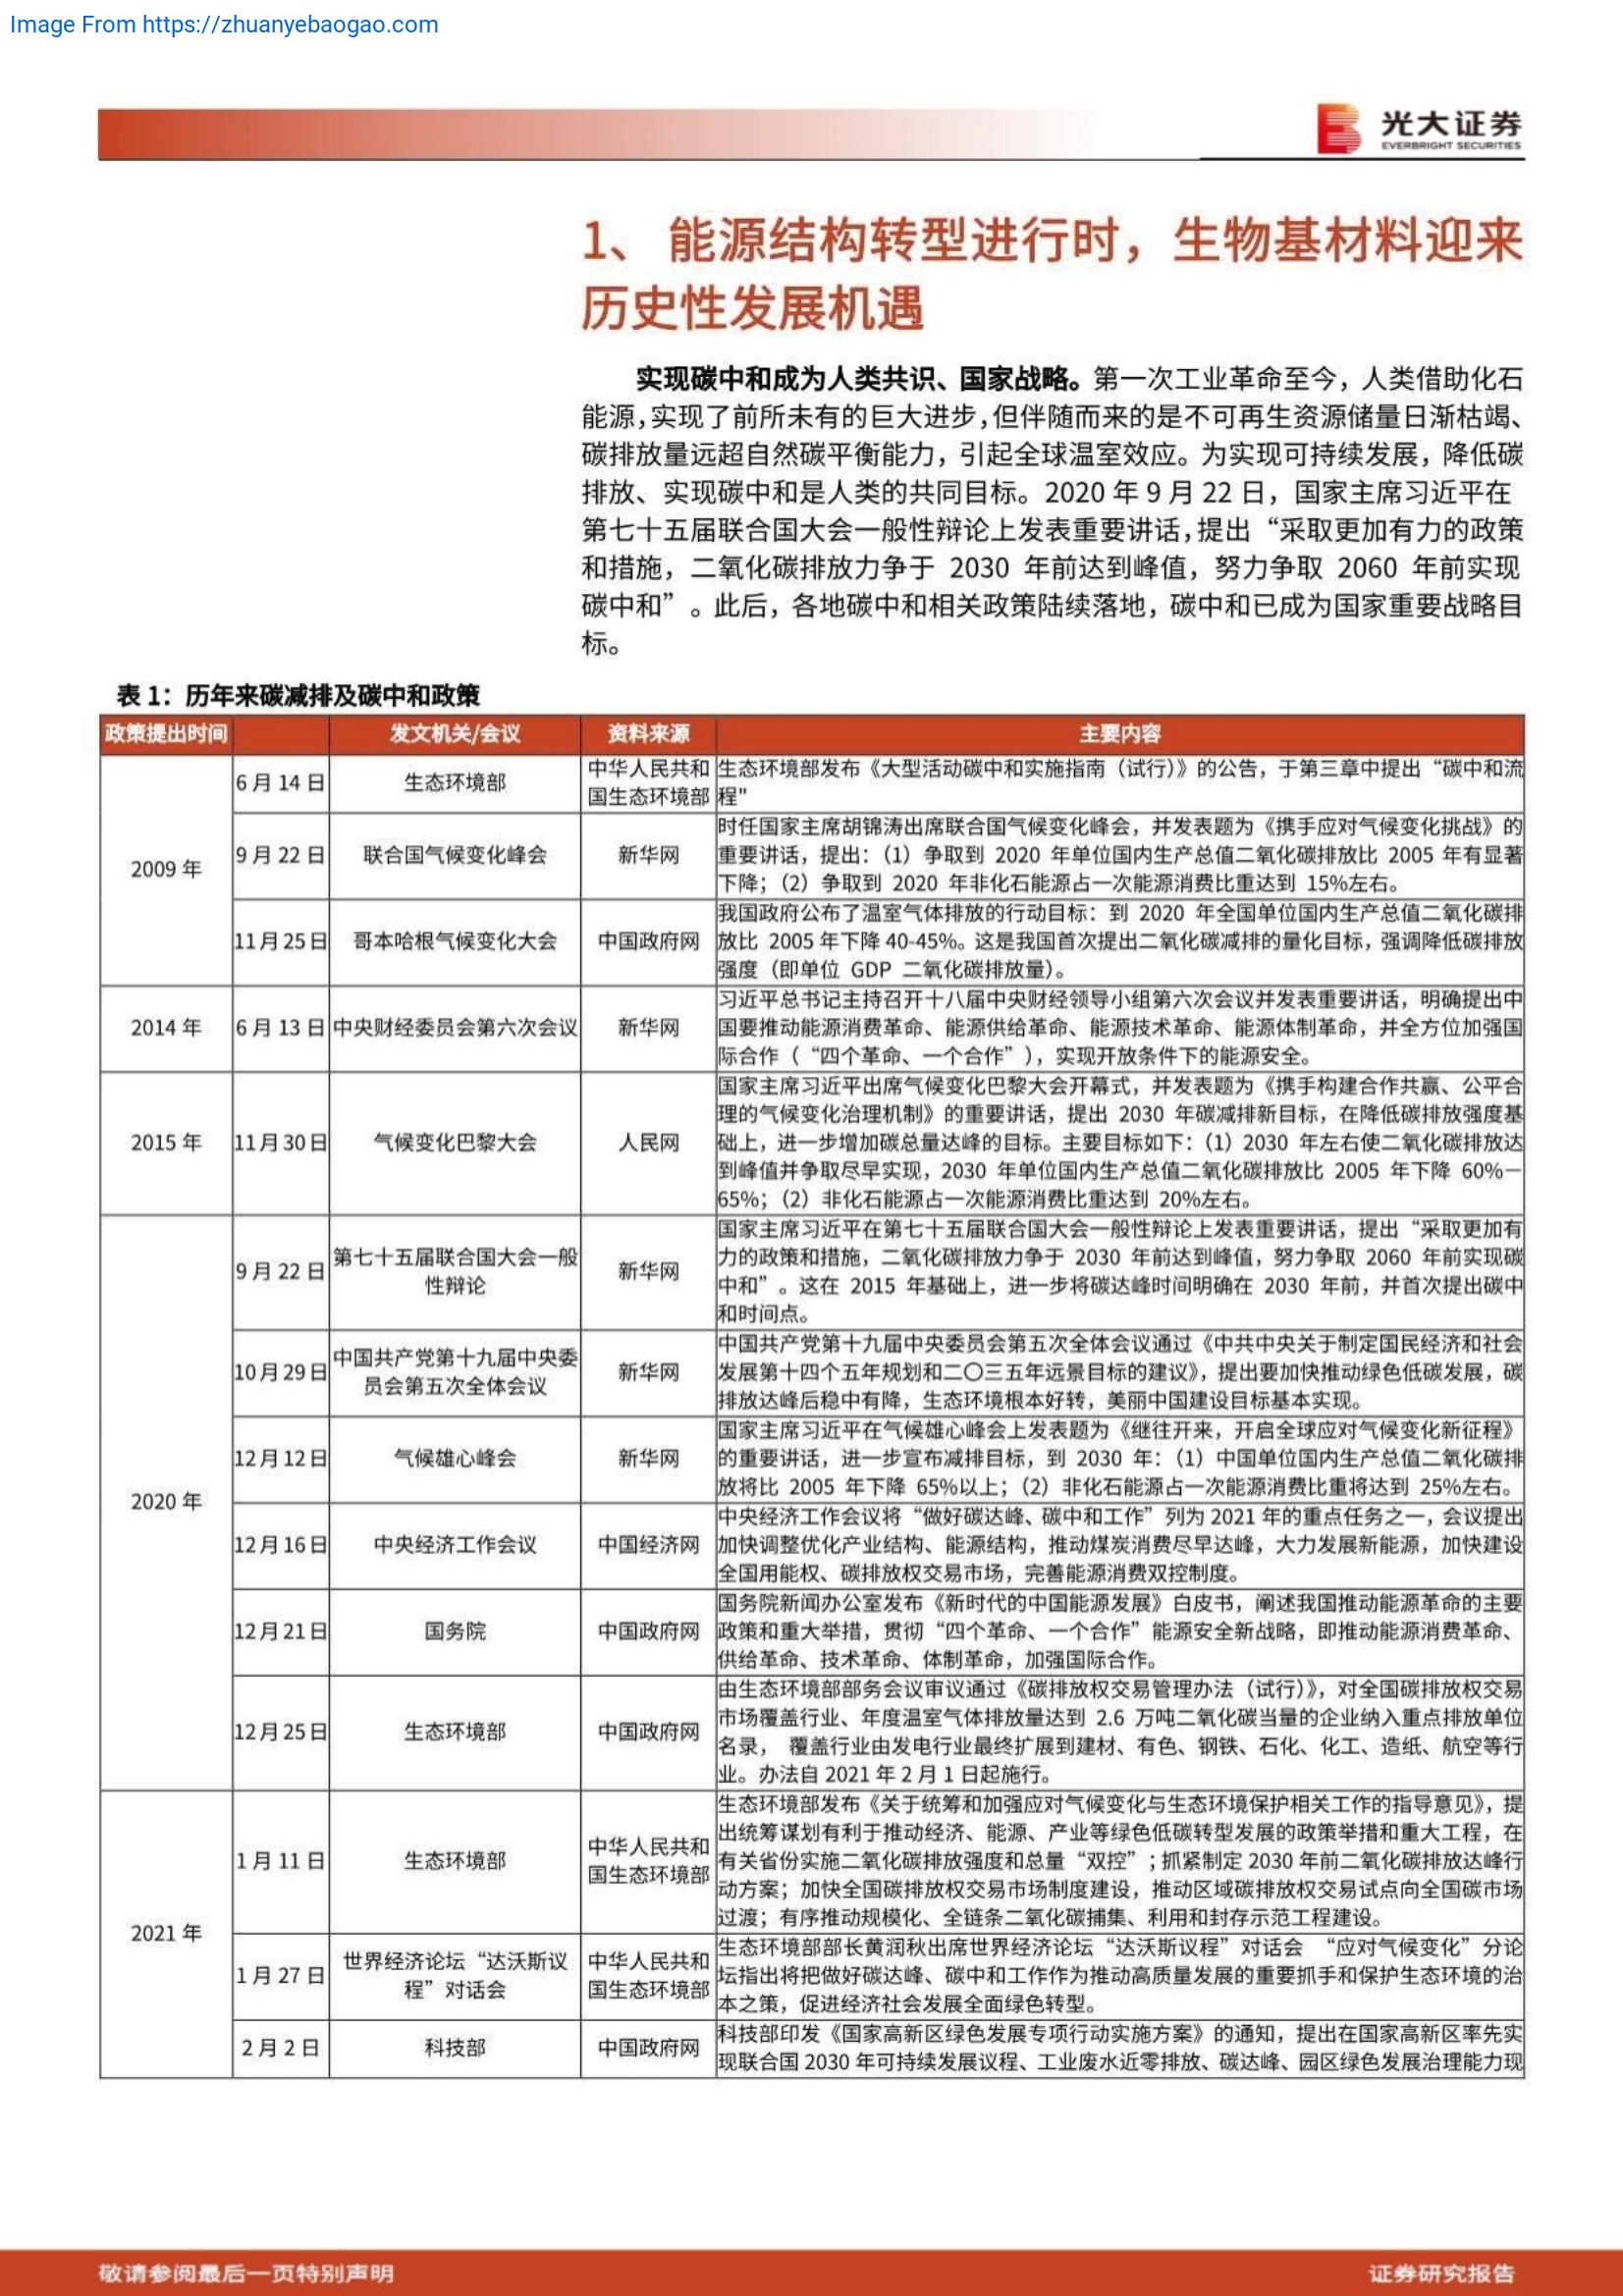 Image From https://zhuanyebaogao.com
光大证券
EVERBRIGHT SECURITIES
1、 能源结构转型进行时，生物基材料迎来
历史性发展机遇
实现碳中和成为人类共识、国家战略。第一次工业革命至今，人类借助化石
能源，实现了前所未有的巨大进步，但伴随而来的是不可再生资源储量日渐枯竭、
碳排放量远超自然碳平衡能力，引起全球温室效应。为实现可持续发展，降低碳
排放、实现碳中和是人类的共同目标。2020 年 9 月 22 日，国家主席习近平在
第七十五届联合国大会一般性辩论上发表重要讲话，提出“采取更加有力的政策
和措施，二氧化碳排放力争于 2030 年前达到峰值，努力争取 2060 年前实现
碳中和”。此后，各地碳中和相关政策陆续落地，碳中和已成为国家重要战略目
标。
表 1：历年来碳减排及碳中和政策
政策提出时间 发文机关/会议 资料来源 主要内容
2009 年
6 月 14 日
生态环境部
中华人民共和
国生态环境部
生态环境部发布《大型活动碳中和实施指南（试行）》的公告，于第三章中提出“碳中和流
程"
9 月 22 日
联合国气候变化峰会
新华网
时任国家主席胡锦涛出席联合国气候变化峰会，并发表题为《携手应对气候变化挑战》的
重要讲话，提出：（1）争取到 2020 年单位国内生产总值二氧化碳排放比 2005 年有显著
下降；（2）争取到 2020 年非化石能源占一次能源消费比重达到 15%左右。
11 月 25 日
哥本哈根气候变化大会
中国政府网
我国政府公布了温室气体排放的行动目标：到 2020 年全国单位国内生产总值二氧化碳排
放比 2005 年下降 40-45%。这是我国首次提出二氧化碳减排的量化目标，强调降低碳排放
强度（即单位 GDP 二氧化碳排放量）。
2014 年
6 月 13 日
中央财经委员会第六次会议
新华网
习近平总书记主持召开十八届中央财经领导小组第六次会议并发表重要讲话，明确提出中
国要推动能源消费革命、能源供给革命、能源技术革命、能源体制革命，并全方位加强国
际合作（“四个革命、一个合作”），实现开放条件下的能源安全。
2015 年
11 月 30 日
气候变化巴黎大会
人民网
国家主席习近平出席气候变化巴黎大会开幕式，并发表题为《携手构建合作共赢、公平合
理的气候变化治理机制》的重要讲话，提出 2030 年碳减排新目标，在降低碳排放强度基
础上，进一步增加碳总量达峰的目标。主要目标如下：（1）2030 年左右使二氧化碳排放达
到峰值并争取尽早实现，2030 年单位国内生产总值二氧化碳排放比 2005 年下降 60%－
65%；（2）非化石能源占一次能源消费比重达到 20%左右。
2020 年
9 月 22 日
第七十五届联合国大会一般
性辩论
新华网
国家主席习近平在第七十五届联合国大会一般性辩论上发表重要讲话，提出“采取更加有
力的政策和措施，二氧化碳排放力争于 2030 年前达到峰值，努力争取 2060 年前实现碳
中和”。这在 2015 年基础上，进一步将碳达峰时间明确在 2030 年前，并首次提出碳中
和时间点。
10 月 29 日
中国共产党第十九届中央委
员会第五次全体会议
新华网
中国共产党第十九届中央委员会第五次全体会议通过《中共中央关于制定国民经济和社会
发展第十四个五年规划和二〇三五年远景目标的建议》，提出要加快推动绿色低碳发展，碳
排放达峰后稳中有降，生态环境根本好转，美丽中国建设目标基本实现。
12 月 12 日
气候雄心峰会
新华网
国家主席习近平在气候雄心峰会上发表题为《继往开来，开启全球应对气候变化新征程》
的重要讲话，进一步宣布减排目标，到 2030 年：（1）中国单位国内生产总值二氧化碳排
放将比 2005 年下降 65%以上；（2）非化石能源占一次能源消费比重将达到 25%左右。
12 月 16 日
中央经济工作会议
中国经济网
中央经济工作会议将“做好碳达峰、碳中和工作”列为 2021 年的重点任务之一，会议提出
加快调整优化产业结构、能源结构，推动煤炭消费尽早达峰，大力发展新能源，加快建设
全国用能权、碳排放权交易市场，完善能源消费双控制度。
12 月 21 日
国务院
中国政府网
国务院新闻办公室发布《新时代的中国能源发展》白皮书，阐述我国推动能源革命的主要
政策和重大举措，贯彻“四个革命、一个合作”能源安全新战略，即推动能源消费革命、
供给革命、技术革命、体制革命，加强国际合作。
12 月 25 日
生态环境部
中国政府网
由生态环境部部务会议审议通过《碳排放权交易管理办法（试行）》，对全国碳排放权交易
市场覆盖行业、年度温室气体排放量达到 2.6 万吨二氧化碳当量的企业纳入重点排放单位
名录， 覆盖行业由发电行业最终扩展到建材、有色、钢铁、石化、化工、造纸、航空等行
业。办法自 2021 年 2 月 1 日起施行。
2021 年
1 月 11 日
生态环境部
中华人民共和
国生态环境部
生态环境部发布《关于统筹和加强应对气候变化与生态环境保护相关工作的指导意见》，提
出统筹谋划有利于推动经济、能源、产业等绿色低碳转型发展的政策举措和重大工程，在
有关省份实施二氧化碳排放强度和总量“双控”；抓紧制定 2030 年前二氧化碳排放达峰行
动方案；加快全国碳排放权交易市场制度建设，推动区域碳排放权交易试点向全国碳市场
过渡；有序推动规模化、全链条二氧化碳捕集、利用和封存示范工程建设。
1 月 27 日
世界经济论坛“达沃斯议
程”对话会
中华人民共和
国生态环境部
生态环境部部长黄润秋出席世界经济论坛“达沃斯议程”对话会 “应对气候变化”分论
坛指出将把做好碳达峰、碳中和工作作为推动高质量发展的重要抓手和保护生态环境的治
本之策，促进经济社会发展全面绿色转型。
2 月 2 日
科技部
中国政府网
科技部印发《国家高新区绿色发展专项行动实施方案》的通知，提出在国家高新区率先实
现联合国 2030 年可持续发展议程、工业废水近零排放、碳达峰、园区绿色发展治理能力现
敬请参阅最后一页特别声明
证券研究报告